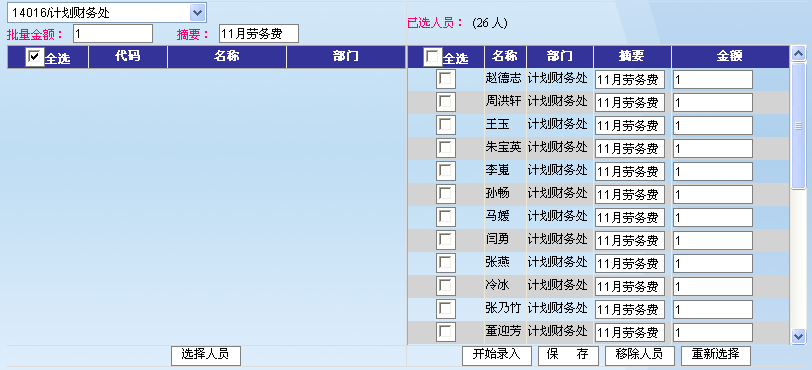 14016/计划财务处
批量金额： 1 摘要： 11月劳务费
已选人员： (26 人)
全选 代码 名称 部门
全选 名称 部门 摘要 金额
赵德志 计划财务处 11月劳务费 1
周洪轩 计划财务处 11月劳务费 1
王玉 计划财务处 11月劳务费 1
朱宝英 计划财务处 11月劳务费 1
李嵬 计划财务处 11月劳务费 1
孙畅 计划财务处 11月劳务费 1
马媛 计划财务处 11月劳务费 1
闫勇 计划财务处 11月劳务费 1
张燕 计划财务处 11月劳务费 1
冷冰 计划财务处 11月劳务费 1
张乃竹 计划财务处 11月劳务费 1
董迎芳 计划财务处 11月劳务费 1
选择人员
开始录入 保 存 移除人员 重新选择